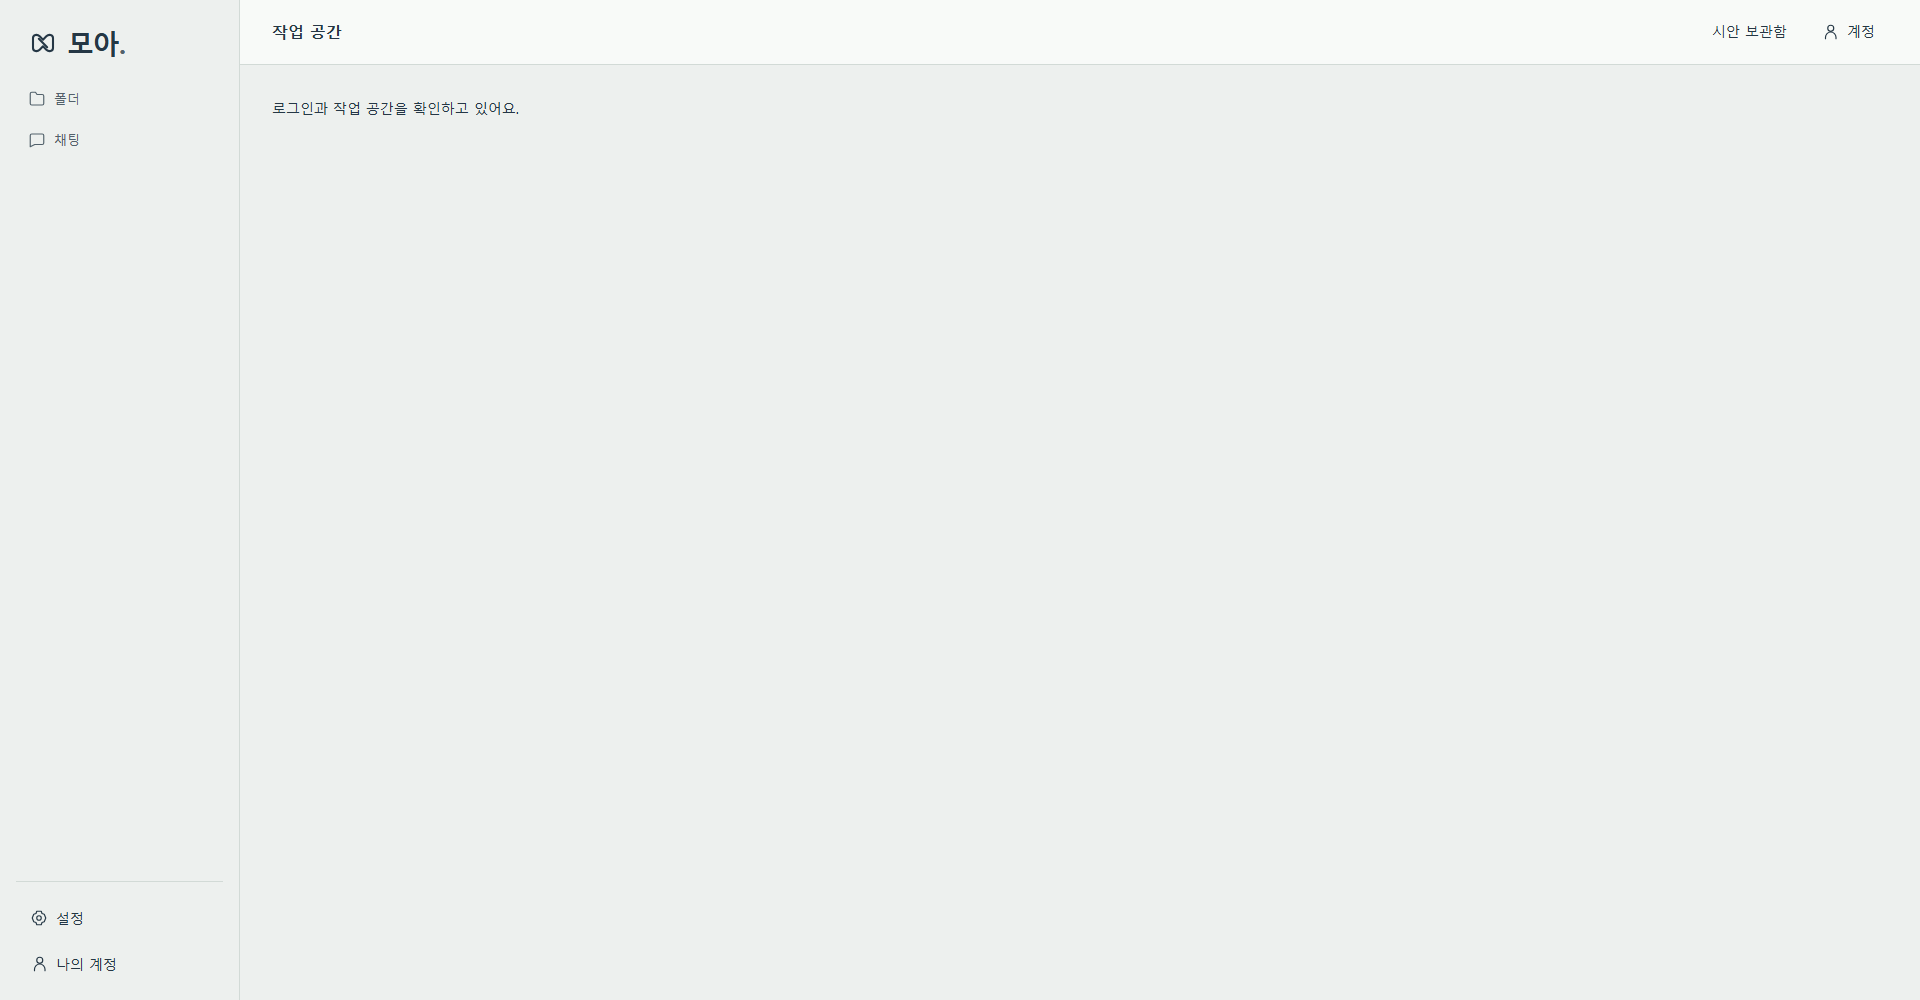 모아.
폴더
채팅
설정
나의 계정
작업 공간
시안 보관함
계정
로그인과 작업 공간을 확인하고 있어요.